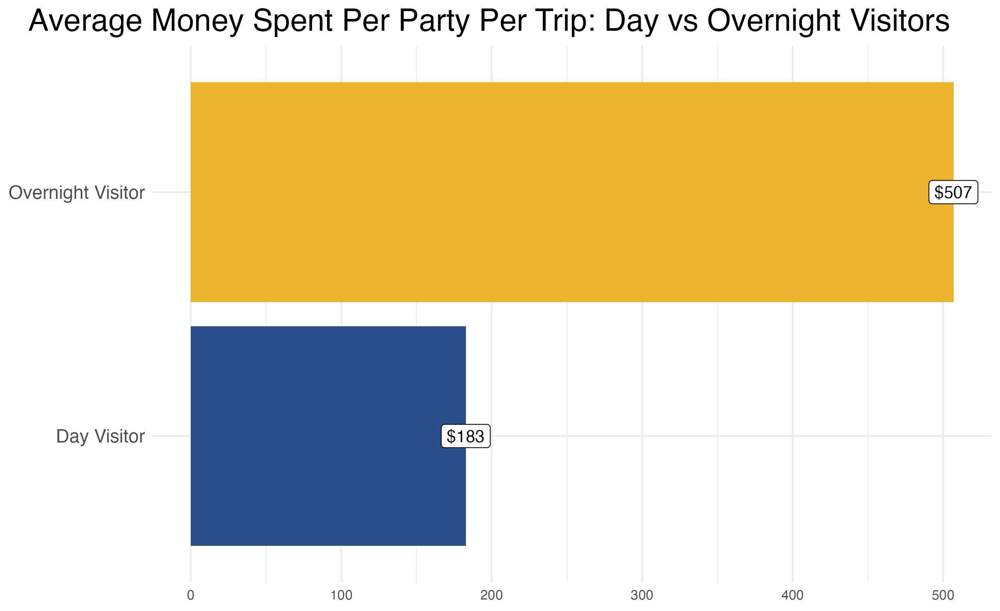 Average Money Spent Per Party Per Trip: Day vs Overnight Visitors
Overnight Visitor
$507
Day Visitor
$183
0 100 200 300 400 500